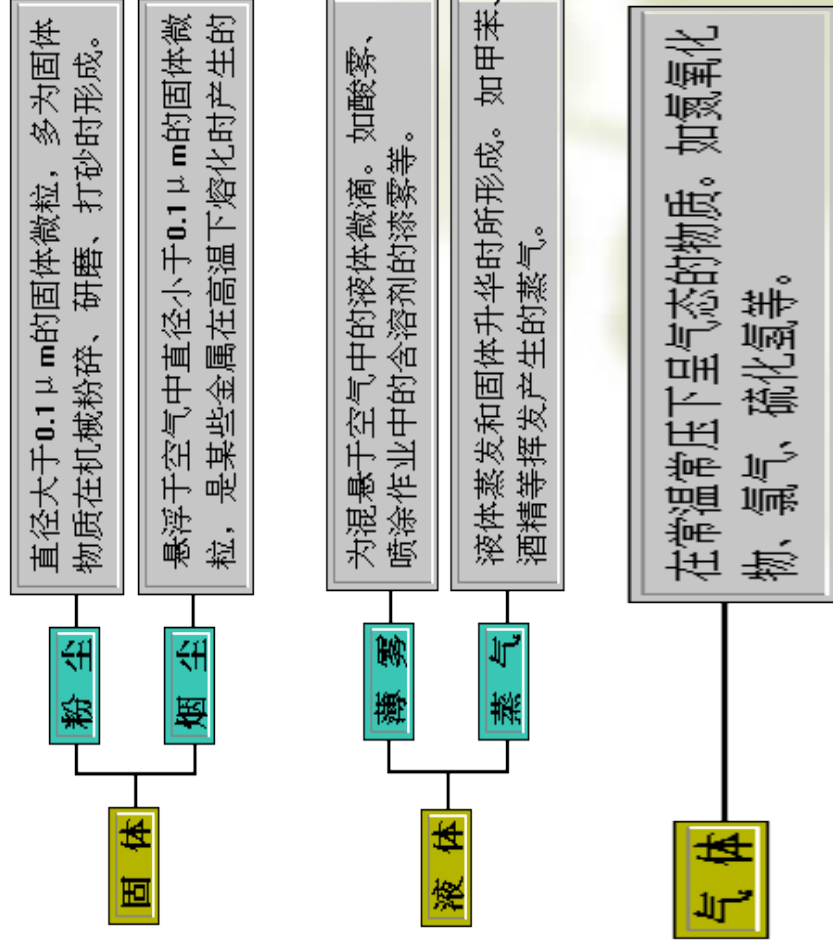 固 体
粉 尘
直径大于0.1μm的固体微粒，多为固体
物质在机械粉碎、研磨、打砂时形成。
烟 尘
悬浮于空气中直径小于0.1μm的固体微
粒，是某些金属在高温下熔化时产生的
液 体
薄 雾
为混悬于空气中的液体微滴。如酸雾、
喷涂作业中的含溶剂的漆雾等。
蒸 气
液体蒸发和固体升华时所形成。如甲苯、
酒精等挥发产生的蒸气。
气 体
在常温常压下呈气态的物质。如氮氧化
物、氯气、硫化氢等。